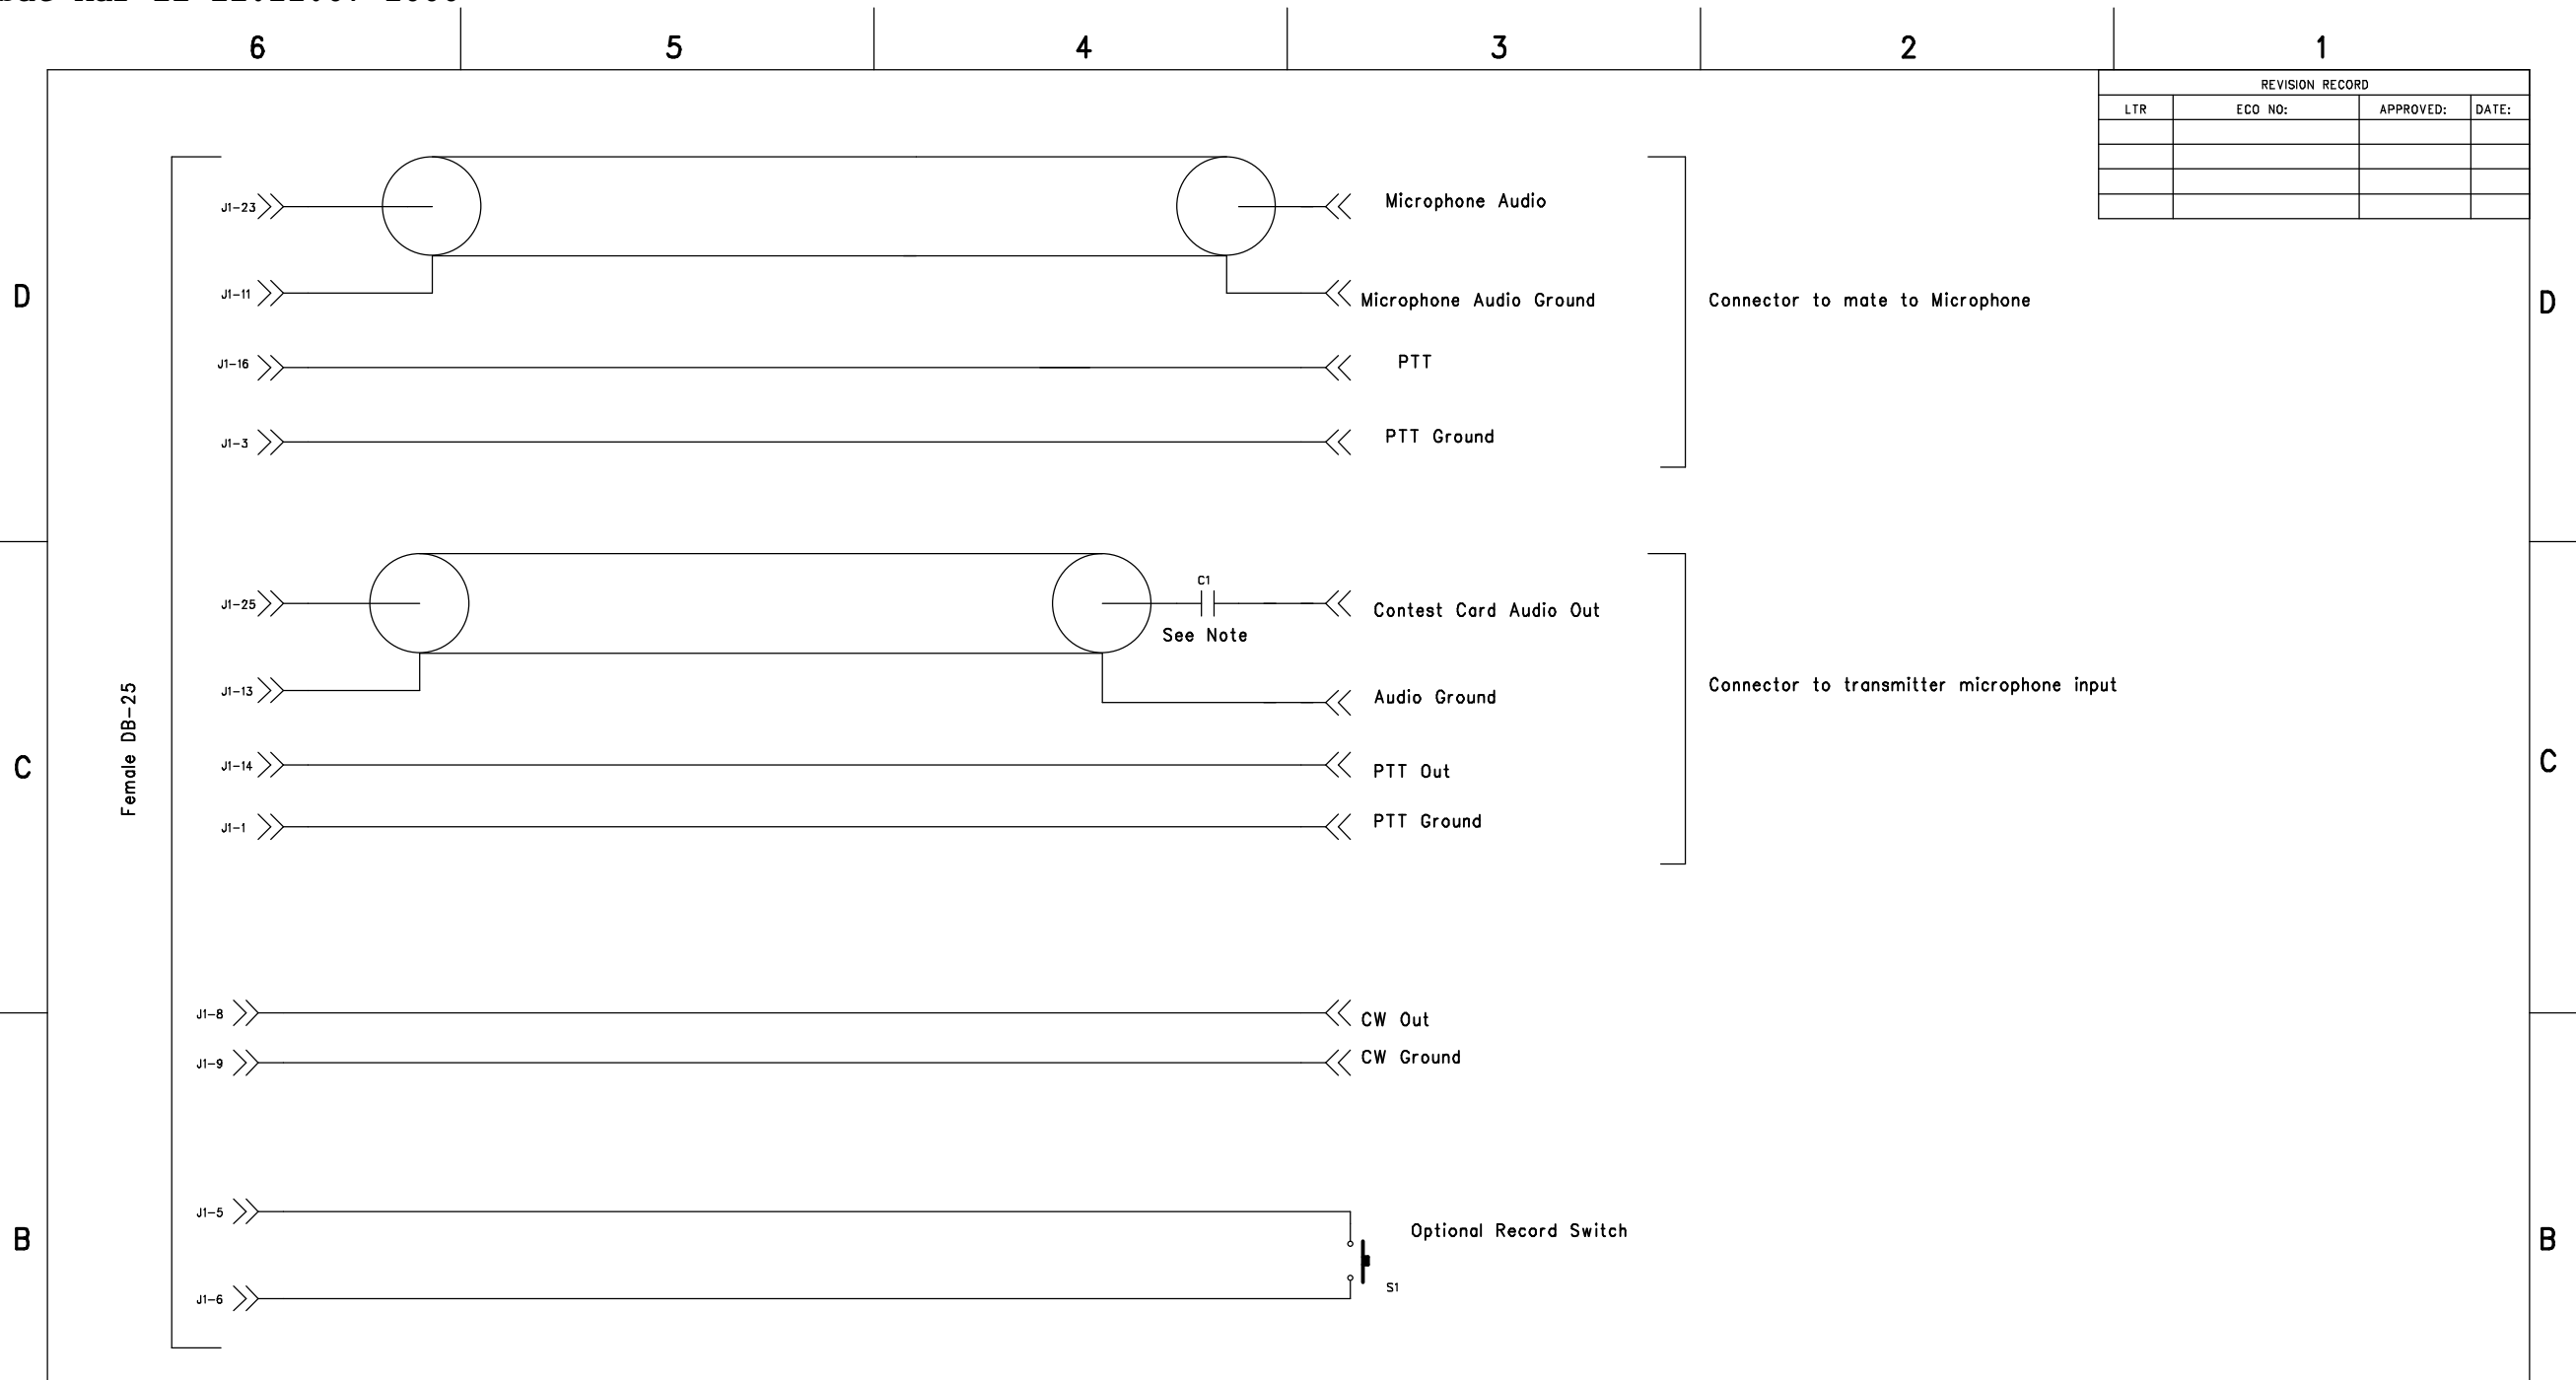 6 5 4 3 2 1
REVISION RECORD
LTR ECO NO: APPROVED: DATE:
J1-23 Microphone Audio
D J1-11 Microphone Audio Ground Connector to mate to Microphone D
J1-16 PTT
J1-3 PTT Ground
C1
J1-25 Contest Card Audio Out
See Note
J1-13 Audio Ground Connector to transmitter microphone input
Female DB-25
C J1-14 PTT Out C
J1-1 PTT Ground
J1-8 CW Out
J1-9 CW Ground
J1-5
B Optional Record Switch B
S1
J1-6